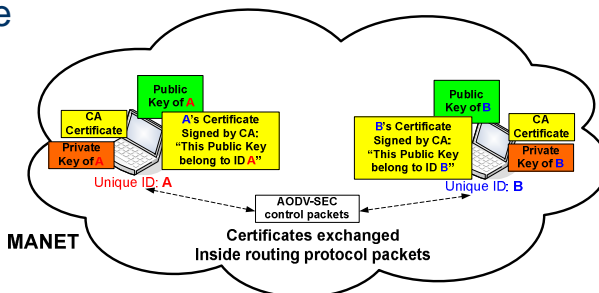 e
Public
Key of A
CA
Certificate
A's Certificate
Signed by CA:
“This Public Key
belong to ID A”
Private
Key of A
Unique ID: A
Public
Key of B
B's Certificate
Signed by CA:
“This Public Key
belong to ID B”
CA
Certificate
Private
Key of B
Unique ID: B
AODV-SEC
control packets
MANET
Certificates exchanged
Inside routing protocol packets